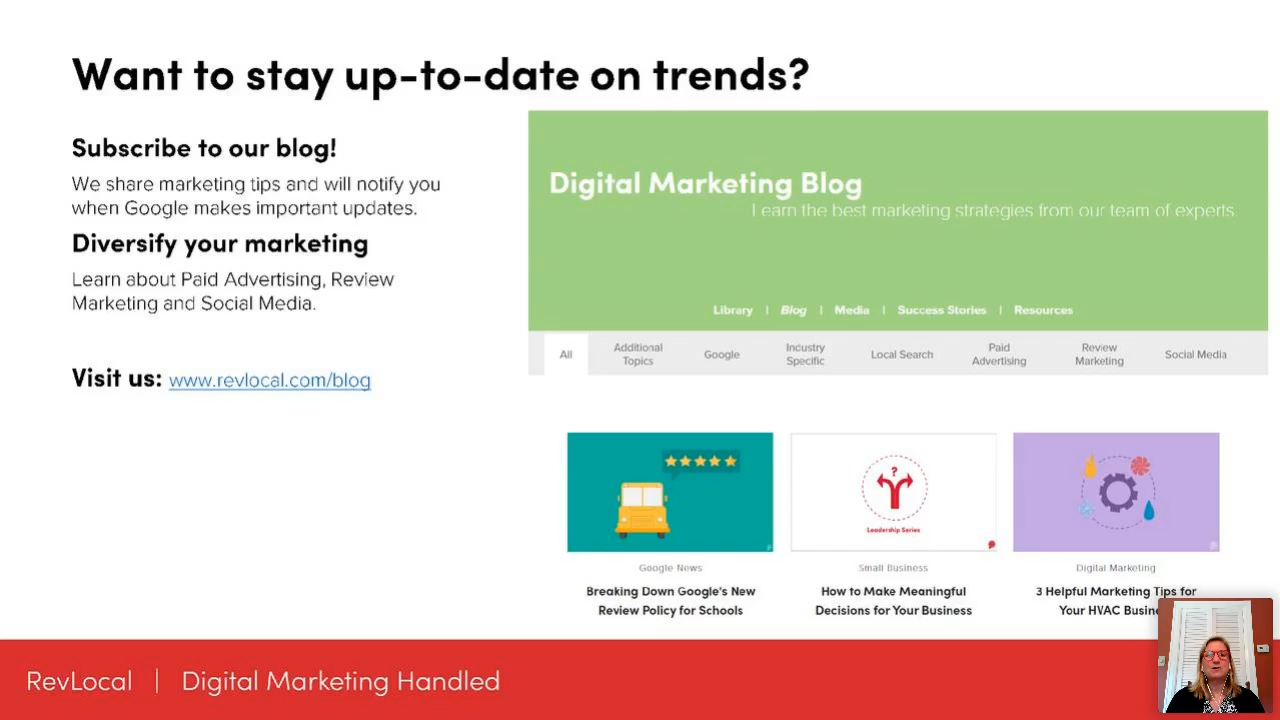 Want to stay up-to-date on trends?
Subscribe to our blog!
We share marketing tips and will notify you
when Google makes important updates.
Diversify your marketing
Learn about Paid Advertising, Review
Marketing and Social Media.
Visit us: www.revlocal.com/blog
Digital Marketing Blog
Learn the best marketing strategies from our team of experts.
Library | Blog | Media | Success Stories | Resources
All
Additional
Topics
Google
Industry
Specific
Local Search
Paid
Advertising
Review
Marketing
Social Media
?
Leadership Series
Google News
Breaking Down Google's New
Review Policy for Schools
Small Business
How to Make Meaningful
Decisions for Your Business
Digital Marketing
3 Helpful Marketing Tips for
Your HVAC
RevLocal | Digital Marketing Handled